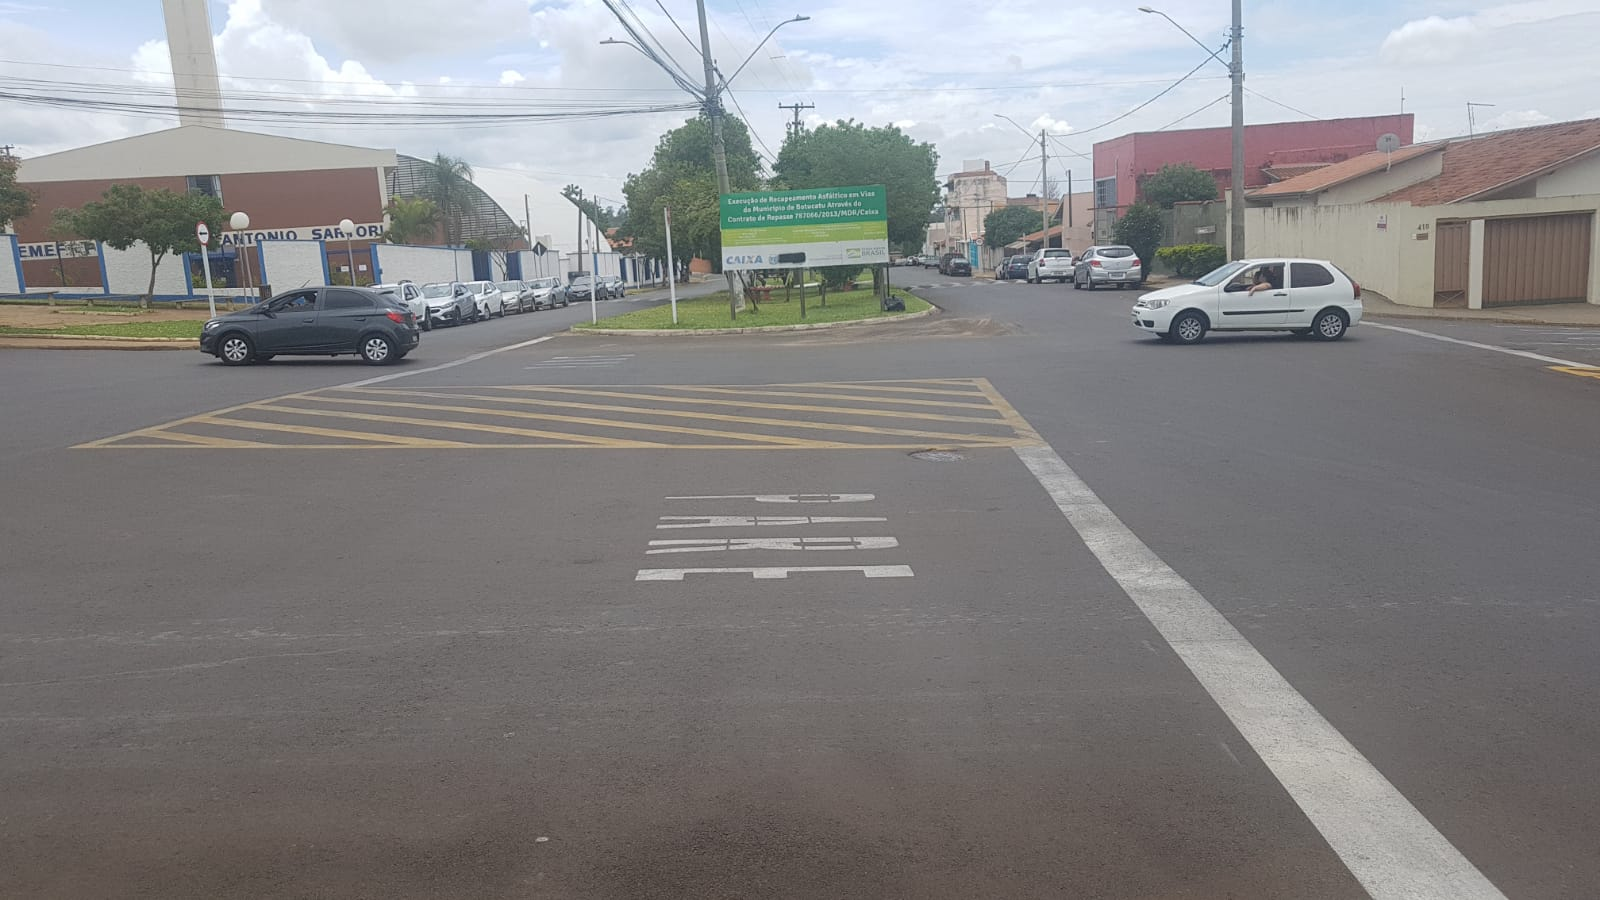 EMEF
ANTONIO SARTORI
Execução de Recapeamento Asfáltico em Vias
do Município de Botucatu Através do
Contrato de Repasse 787066/2013/MDR/Caixa
CAIXA
BRASIL
410
PARE